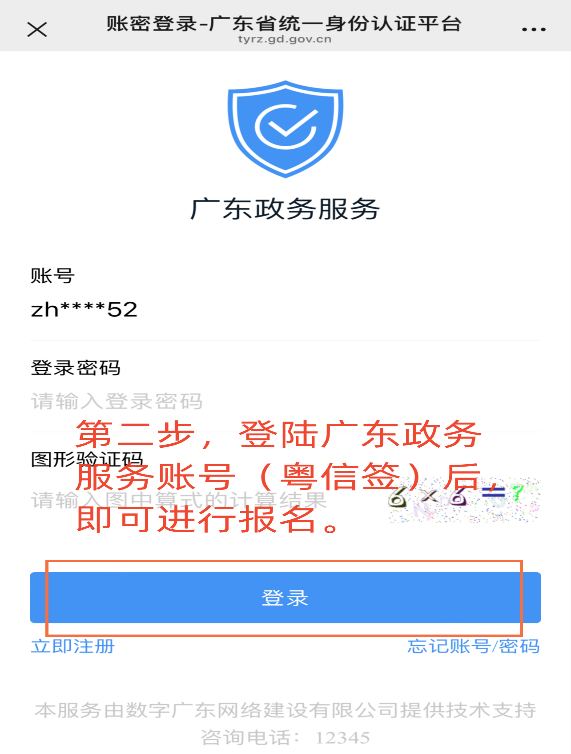 账密登录-广东省统一身份认证平台
tyrz.gd.gov.cn
广东政务服务
账号
zh****52
登录密码
请输入登录密码
第二步，登陆广东政务
图形验证码
服务账号（粤信签）后，
请输入图中算式的计算结果
6 × 6 = ?
即可进行报名。
登录
立即注册
忘记账号/密码
本服务由数字广东网络建设有限公司提供技术支持
咨询电话：12345